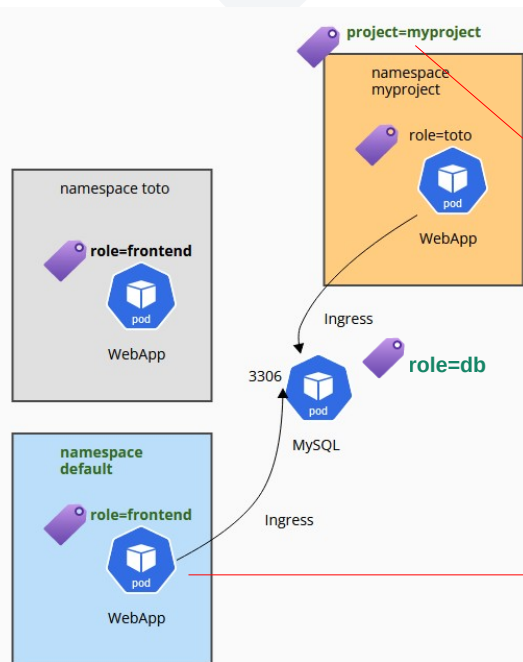 project=myproject
namespace
myproject
role=toto
pod
WebApp
namespace toto
role=frontend
pod
WebApp
Ingress
3306
role=db
pod
MySQL
namespace
default
role=frontend
Ingress
pod
WebApp